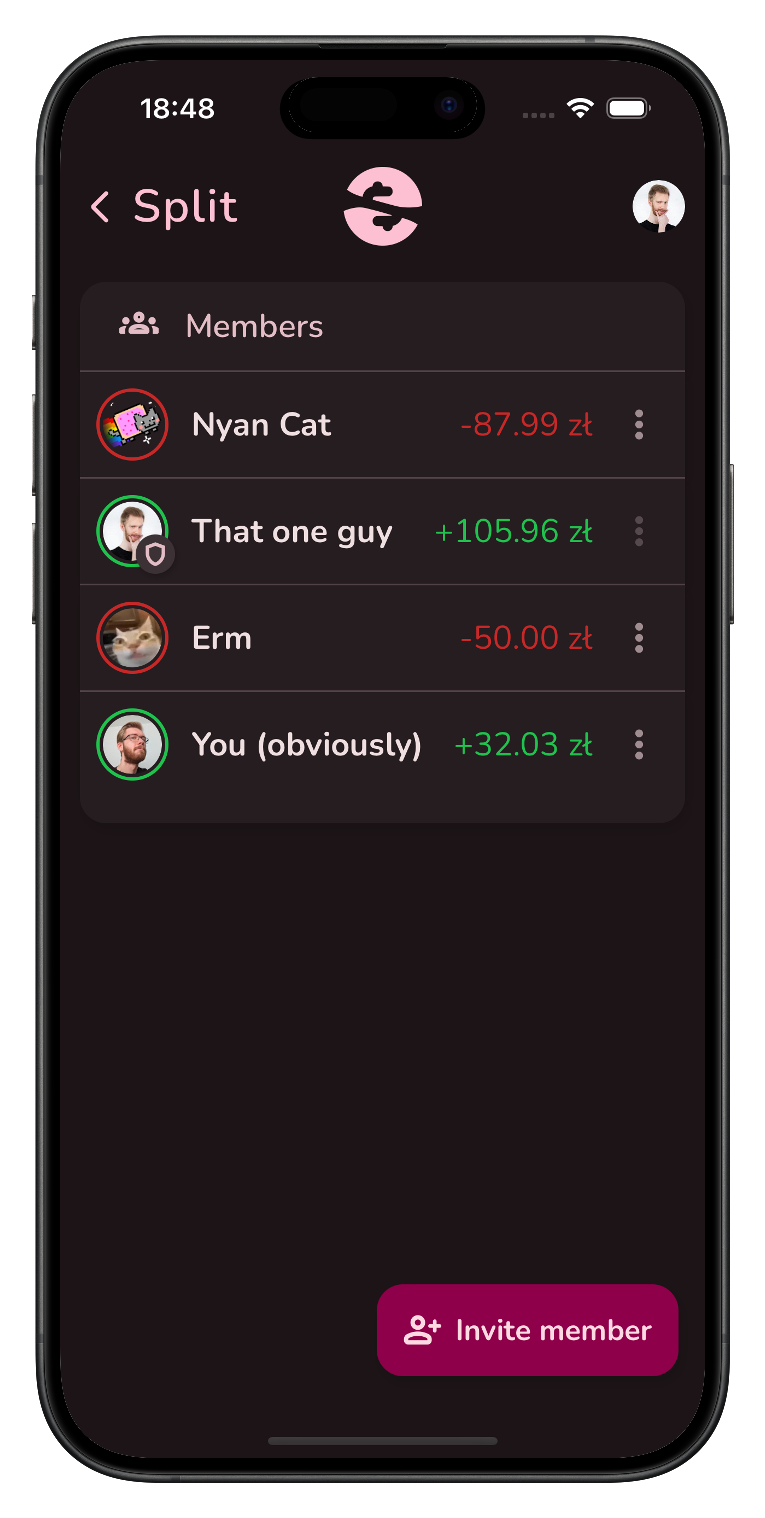 18:48
Split
Members
Nyan Cat -87.99 zł
That one guy +105.96 zł
Erm -50.00 zł
You (obviously) +32.03 zł
Invite member